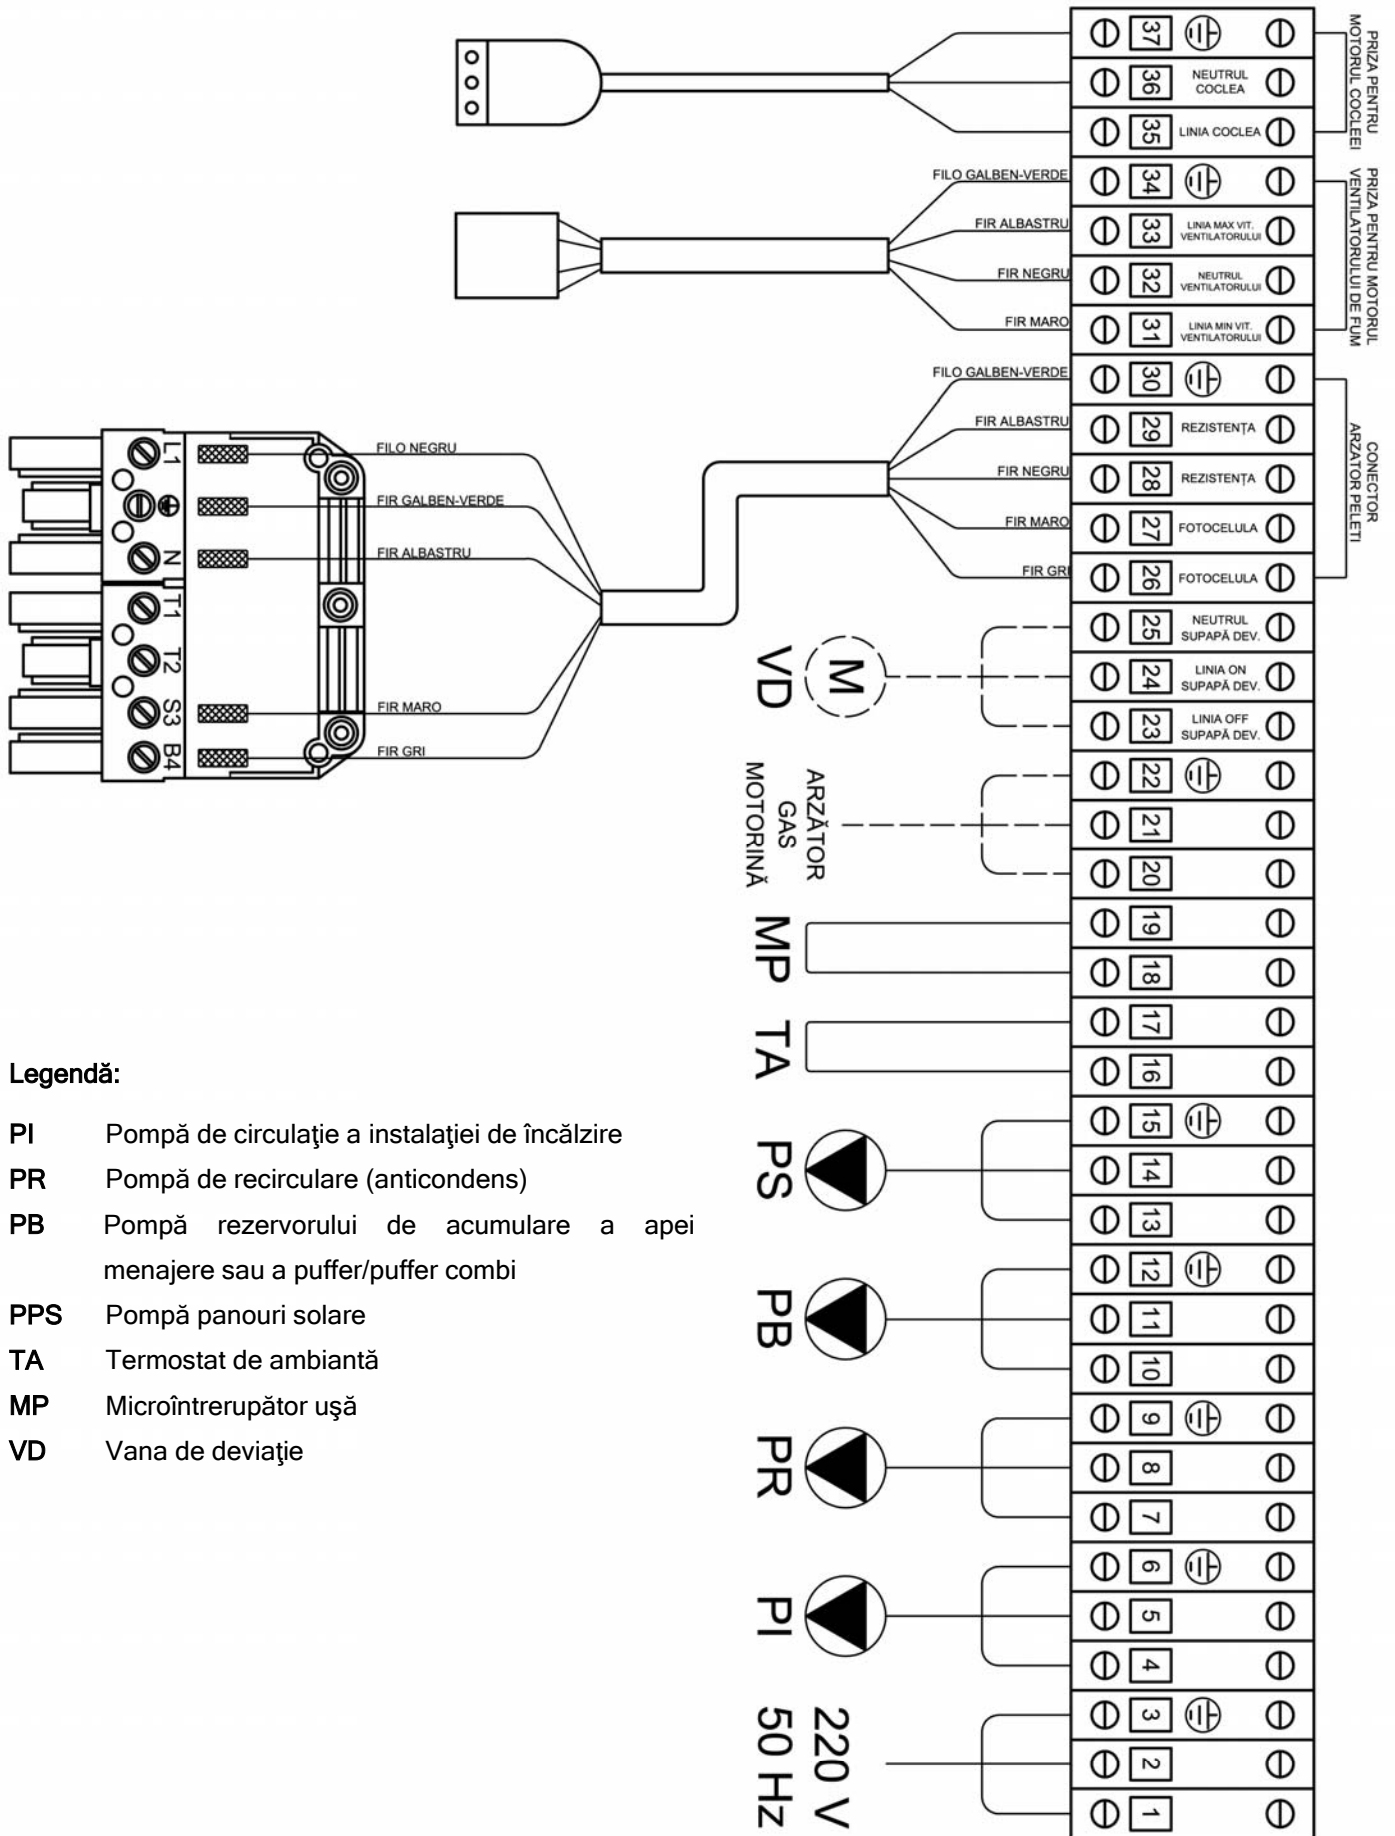 37
36 NEUTRUL
COCLEA
35 LINIA COCLEA
PRIZA PENTRU
MOTORUL COCLEEI
FILO GALBEN-VERDE
34
FIR ALBASTRU
33 LINIA MAX VIT.
VENTILATORULUI
FIR NEGRU
32 NEUTRUL
VENTILATORULUI
FIR MARO
31 LINIA MIN VIT.
VENTILATORULUI
PRIZA PENTRU MOTORUL
VENTILATORULUI DE FUM
FILO GALBEN-VERDE
30
FIR ALBASTRU
29 REZISTENȚA
FIR NEGRU
28 REZISTENȚA
FIR MARO
27 FOTOCELULA
FIR GRI
26 FOTOCELULA
CONECTOR
ARZATOR PELETI
L1
N
T1
T2
S3
B4
FILO NEGRU
FIR GALBEN-VERDE
FIR ALBASTRU
FIR MARO
FIR GRI
25 NEUTRUL
SUPAPĂ DEV.
24 LINIA ON
SUPAPĂ DEV.
23 LINIA OFF
SUPAPĂ DEV.
M
VD
22
21
20
ARZĂTOR
GAS
MOTORINĂ
19
18
MP
17
16
TA
15
14
13
PS
12
11
10
PB
9
8
7
PR
6
5
4
PI
3
2
1
220 V
50 Hz
Legendă:
PI Pompă de circulaţie a instalaţiei de încălzire
PR Pompă de recirculare (anticondens)
PB Pompă rezervorului de acumulare a apei
menajere sau a puffer/puffer combi
PPS Pompă panouri solare
TA Termostat de ambiantă
MP Microîntrerupător uşă
VD Vana de deviaţie